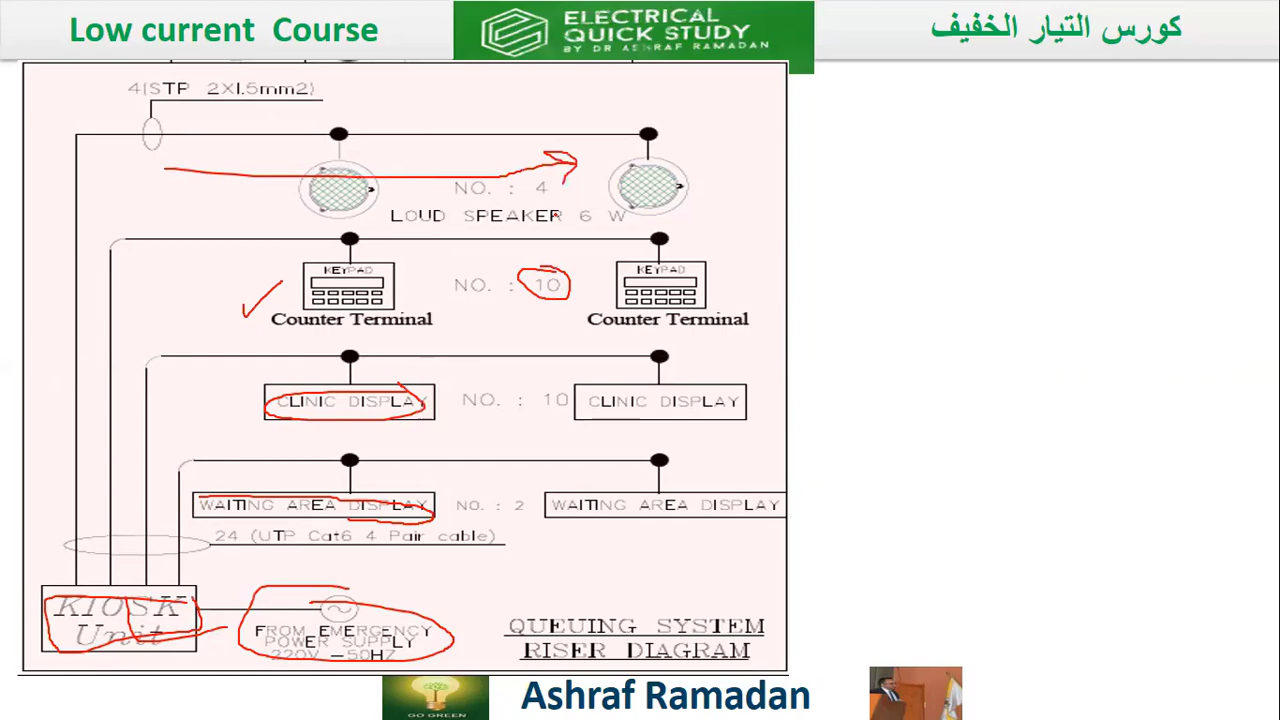 Low current Course
ELECTRICAL
QUICK STUDY
BY DR ASHRAF RAMADAN
كورس التيار الخفيف
4(STP 2X1.5mm2)
NO. : 4
LOUD SPEAKER 6 W
KEYPAD
KEYPAD
NO. : 10
Counter Terminal
Counter Terminal
CLINIC DISPLAY
NO. : 10
CLINIC DISPLAY
WAITING AREA DISPLAY
NO. : 2
WAITING AREA DISPLAY
24 (UTP Cat6 4 Pair cable)
KIOSK
Unit
FROM EMERGENCY
POWER SUPPLY
220V -50HZ
QUEUING SYSTEM
RISER DIAGRAM
GO GREEN
Ashraf Ramadan